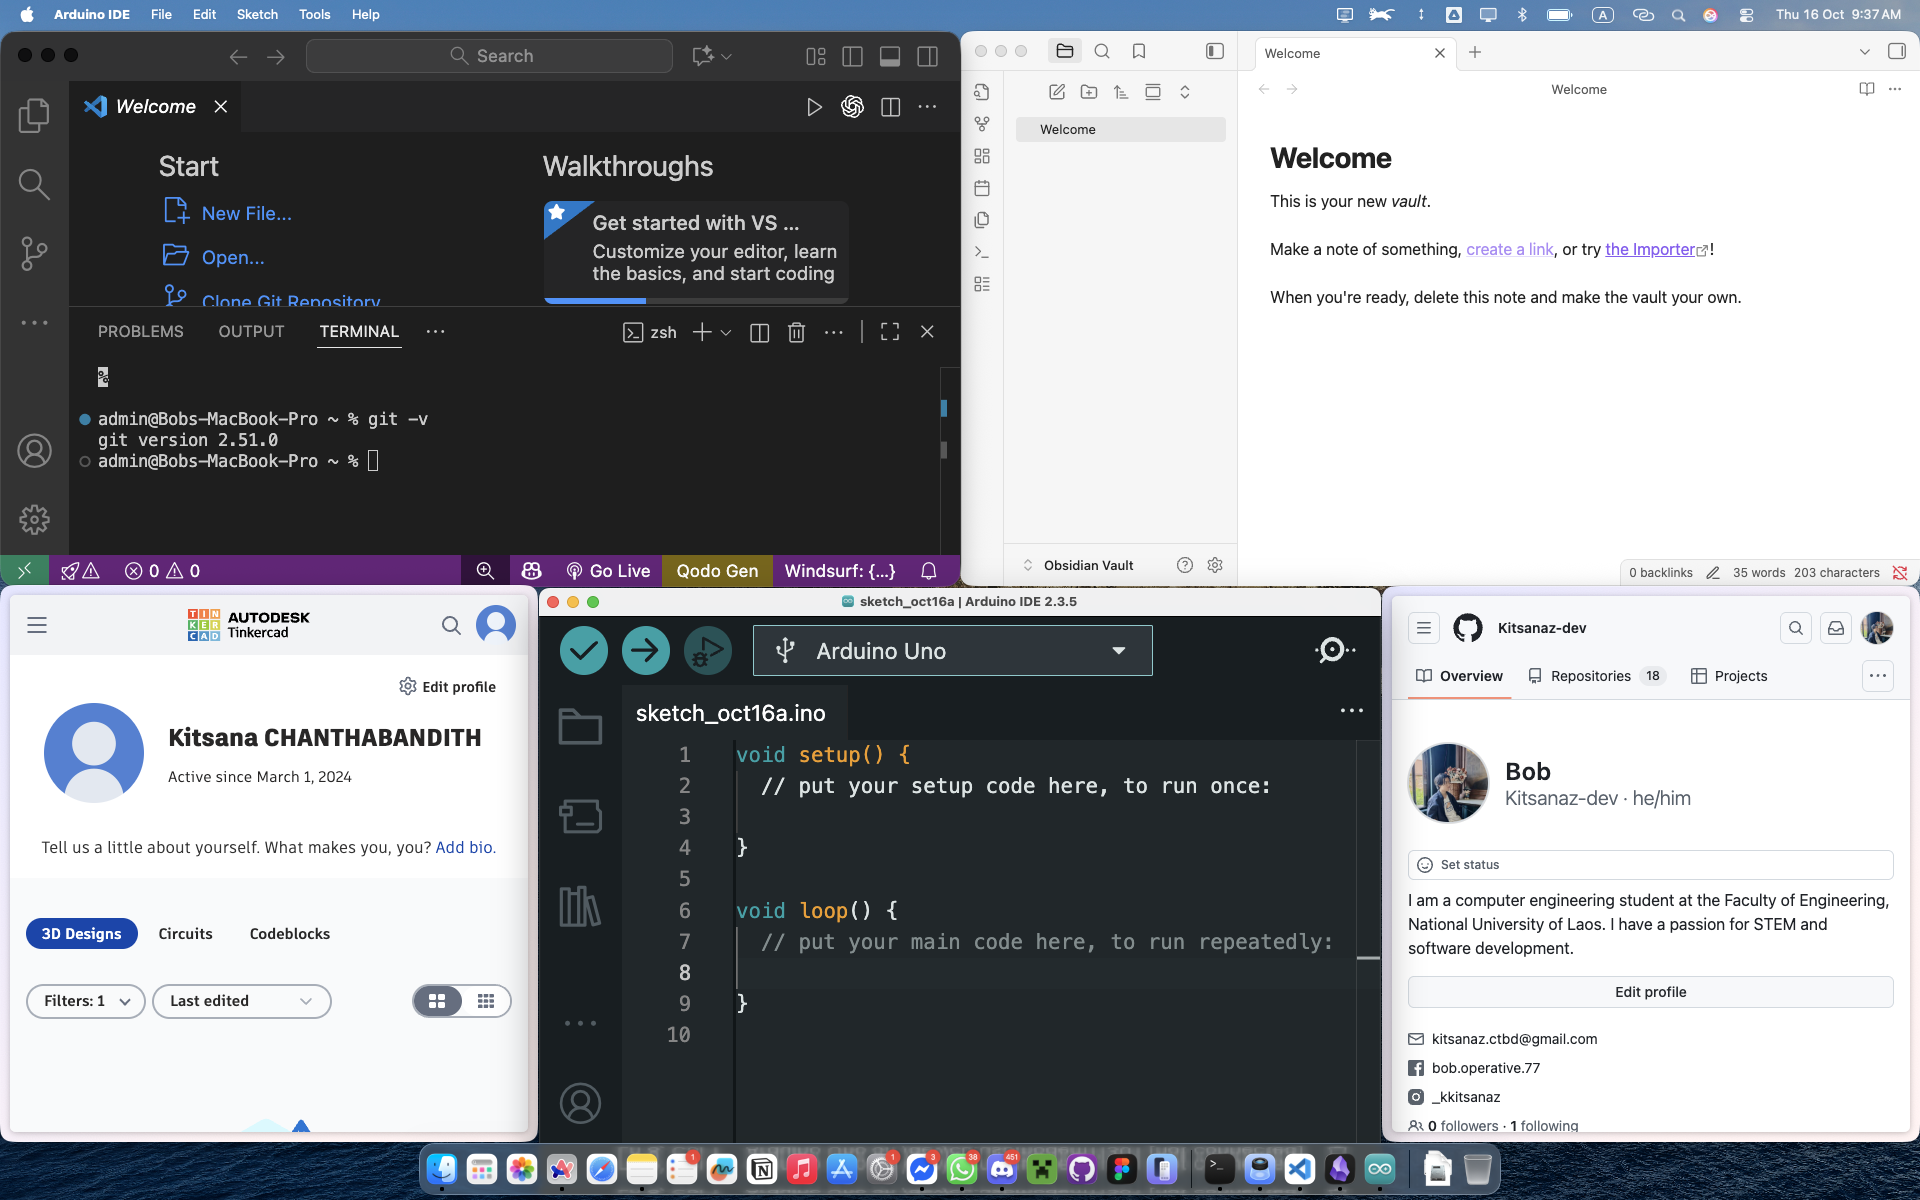 Arduino IDE File Edit Sketch Tools Help
A
Thu 16 Oct 9:37 AM
Search
Welcome
Start
New File...
Open...
Clone Git Repository
Walkthroughs
Get started with VS ...
Customize your editor, learn
the basics, and start coding
PROBLEMS OUTPUT TERMINAL
zsh
%
admin@Bobs-MacBook-Pro ~ % git -v
git version 2.51.0
admin@Bobs-MacBook-Pro ~ %
0 0
Go Live
Qodo Gen
Windsurf: {...}
Welcome
Welcome
Welcome
Welcome
This is your new vault.
Make a note of something, create a link, or try the Importer!
When you're ready, delete this note and make the vault your own.
Obsidian Vault
0 backlinks 35 words 203 characters
TIN
KER
CAD
AUTODESK
Tinkercad
Edit profile
Kitsana CHANTHABANDITH
Active since March 1, 2024
Tell us a little about yourself. What makes you, you? Add bio.
3D Designs Circuits Codeblocks
Filters: 1
Last edited
sketch_oct16a | Arduino IDE 2.3.5
Arduino Uno
sketch_oct16a.ino
1 void setup() {
2 // put your setup code here, to run once:
3
4 }
5
6 void loop() {
7 // put your main code here, to run repeatedly:
8
9 }
10
Kitsanaz-dev
Overview Repositories 18 Projects
Bob
Kitsanaz-dev · he/him
Set status
I am a computer engineering student at the Faculty of Engineering,
National University of Laos. I have a passion for STEM and
software development.
Edit profile
kitsanaz.ctbd@gmail.com
bob.operative.77
_kkitsanaz
0 followers · 1 following
1 1 3 38 451